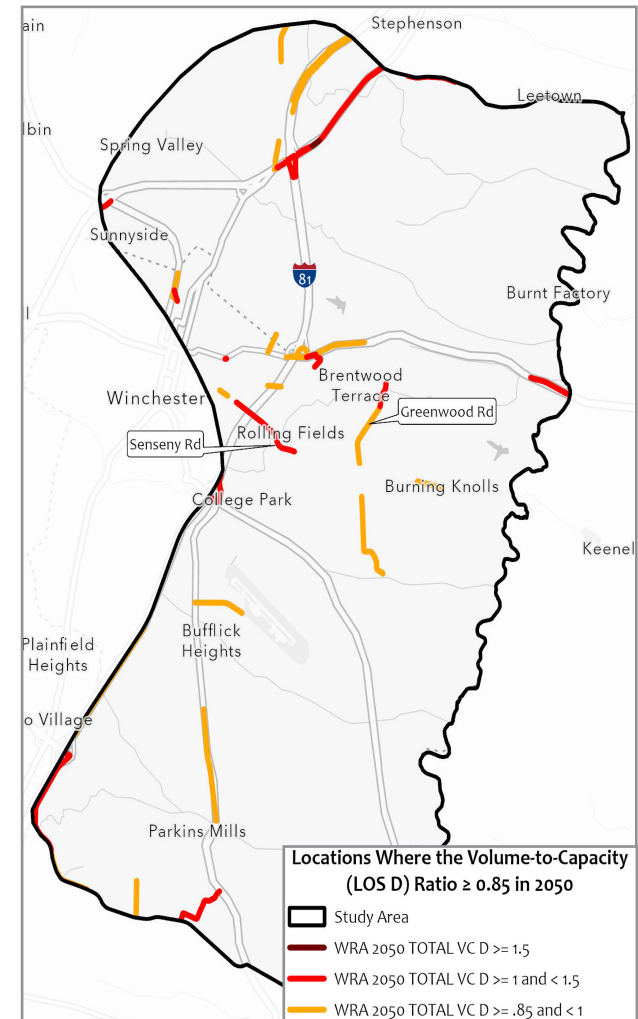 Stephenson
ain
Leetown
lbin
Spring Valley
Sunnyside
81
Burnt Factory
l
Brentwood
Terrace
Winchester
Greenwood Rd
Rolling Fields
Senseny Rd
Burning Knolls
College Park
Keenel
Bufflick
Heights
Plainfield
Heights
o Village
Parkins Mills
Locations Where the Volume-to-Capacity
(LOS D) Ratio ≥ 0.85 in 2050
Study Area
WRA 2050 TOTAL VC D >= 1.5
WRA 2050 TOTAL VC D >= 1 and < 1.5
WRA 2050 TOTAL VC D >= .85 and < 1